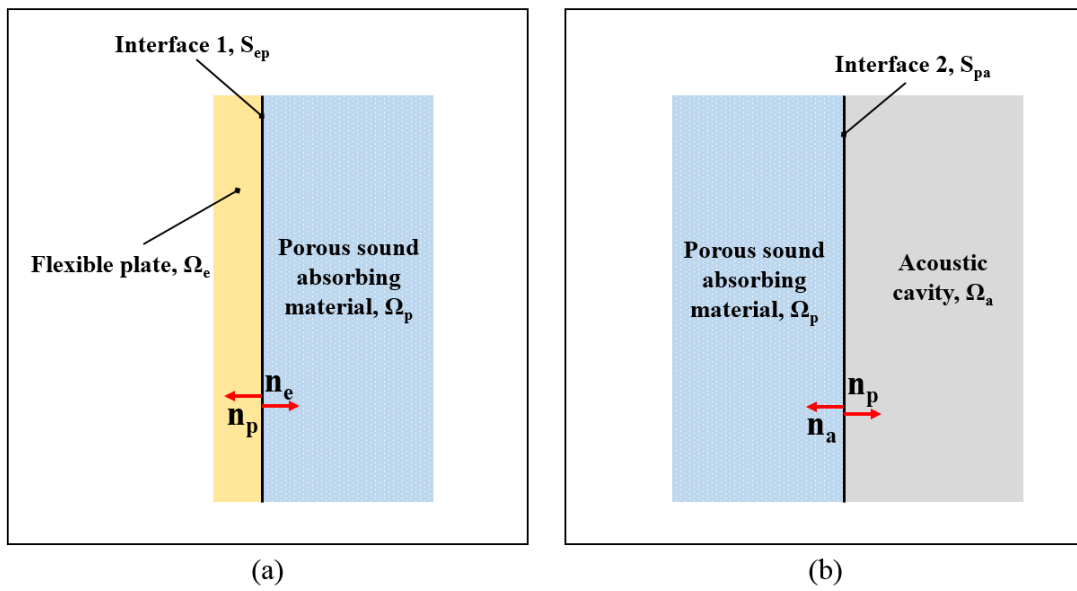 Interface 1, Sₑₚ
Flexible plate, Ωₑ
Porous sound
absorbing
material, Ωₚ
nₑ
nₚ
(a)
Interface 2, Sₚₐ
Porous sound
absorbing
material, Ωₚ
Acoustic
cavity, Ωₐ
nₚ
nₐ
(b)